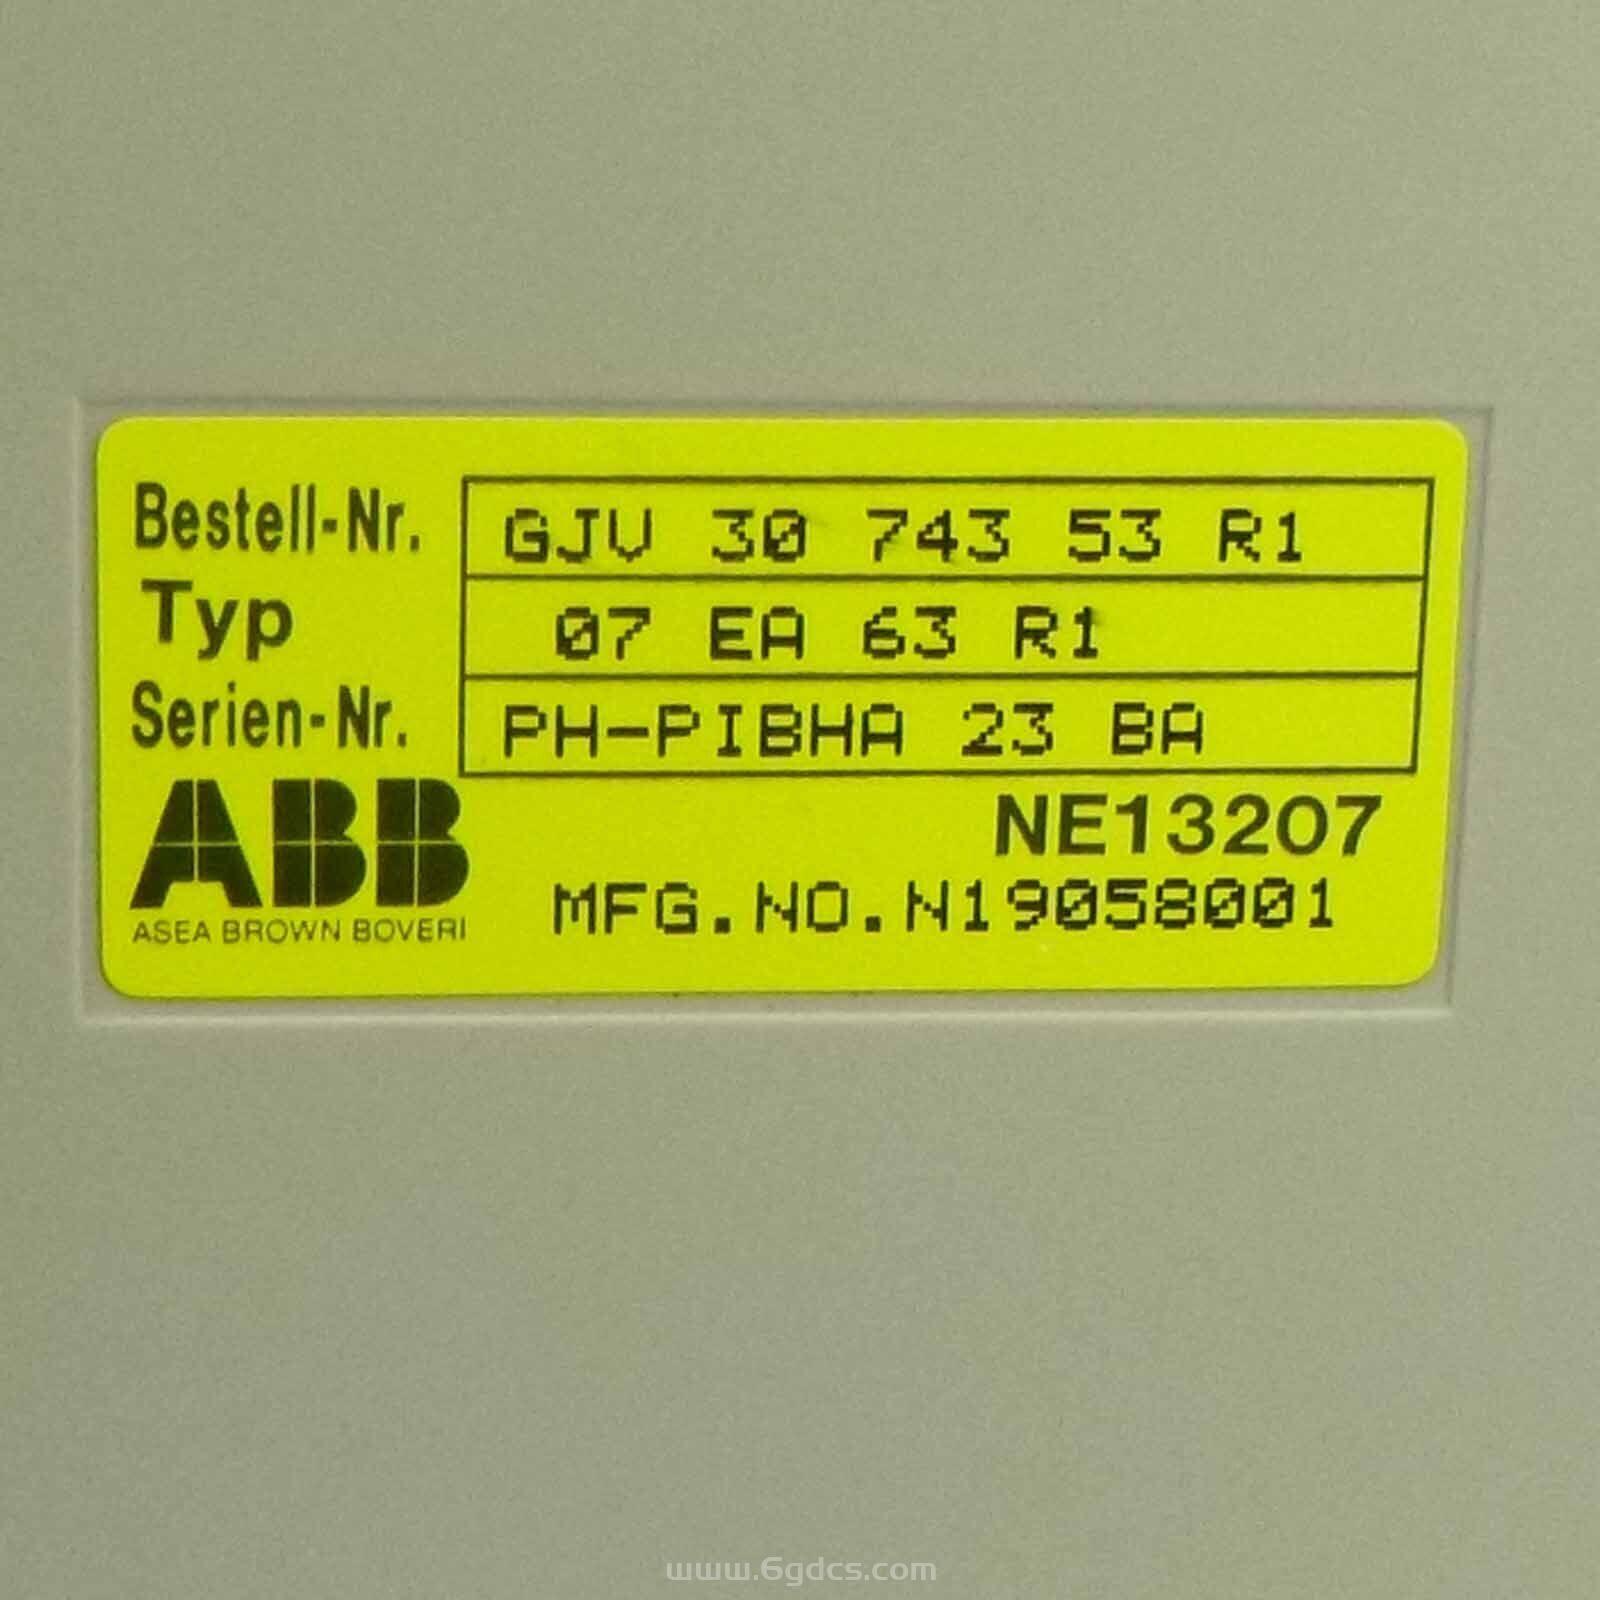 Bestell-Nr. GJV 30 743 53 R1
Typ 07 EA 63 R1
Serien-Nr. PH-PIBHA 23 BA
ABB
ASEA BROWN BOVERI
NE13207
MFG.NO.N19058001
www.6gdcs.com